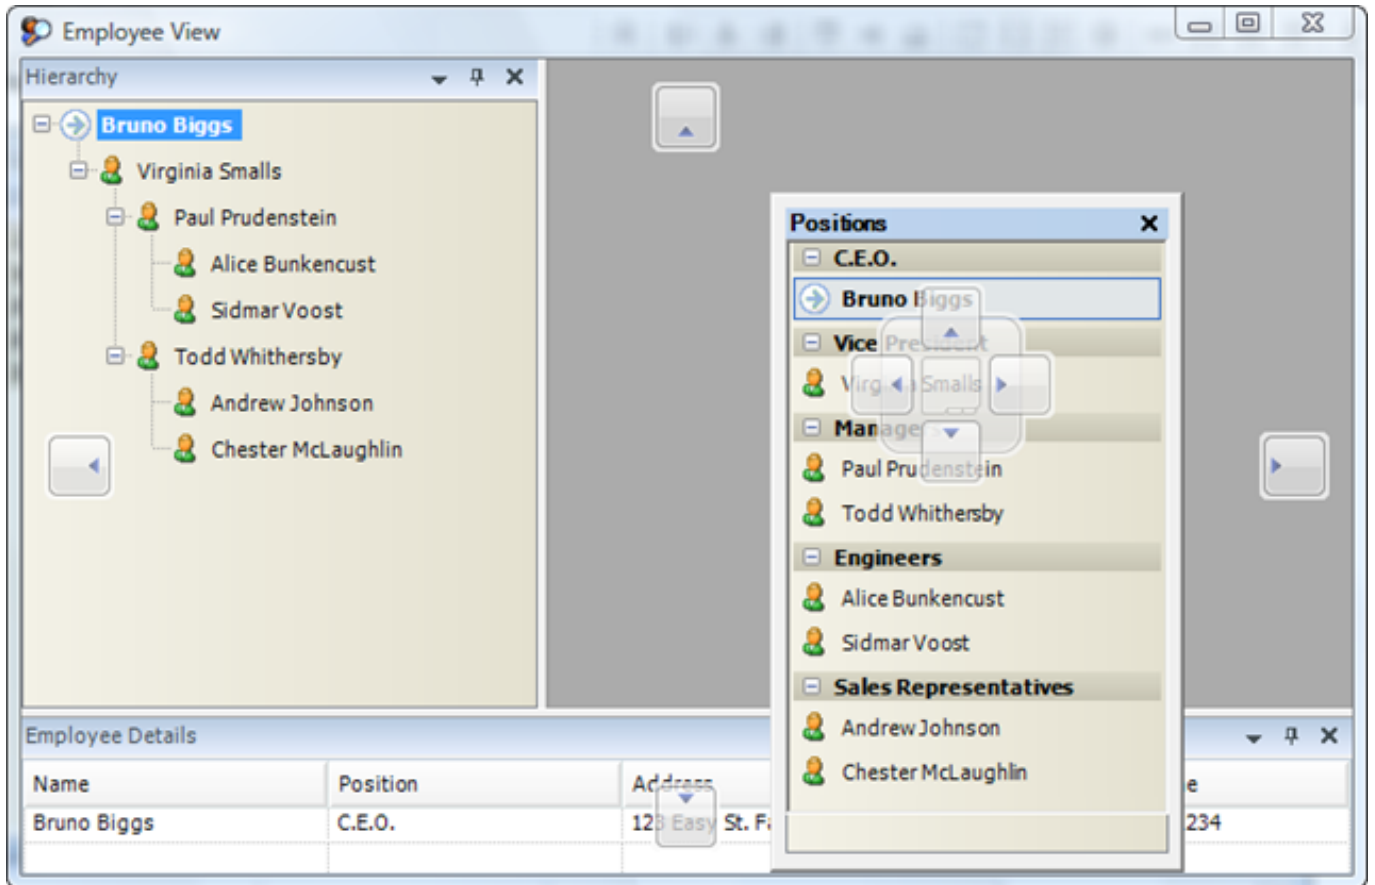 Employee View
Hierarchy
Bruno Biggs
Virginia Smalls
Paul Prudenstein
Alice Bunkencust
Sidmar Voost
Todd Whithersby
Andrew Johnson
Chester McLaughlin
Positions
C.E.O.
Bruno Biggs
Vice President
Virginia Smalls
Managers
Paul Prudenstein
Todd Whithersby
Engineers
Alice Bunkencust
Sidmar Voost
Sales Representatives
Andrew Johnson
Chester McLaughlin
Employee Details
Name Position Address e
Bruno Biggs C.E.O. 123 Easy St. Fa 234